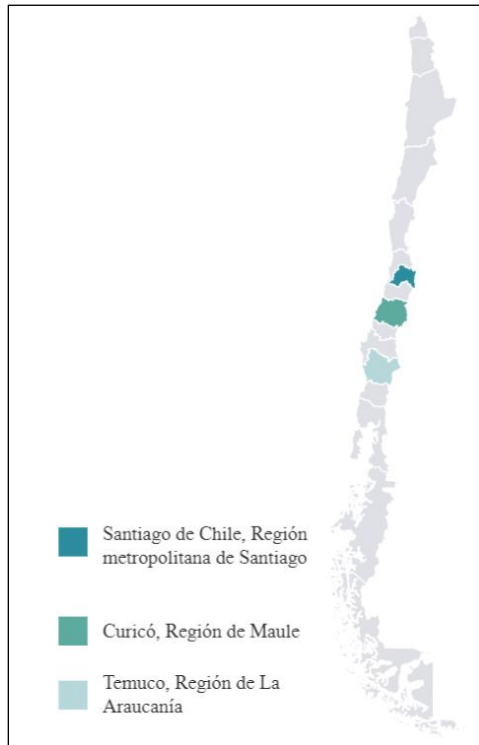 Santiago de Chile, Región
metropolitana de Santiago
Curicó, Región de Maule
Temuco, Región de La
Araucanía